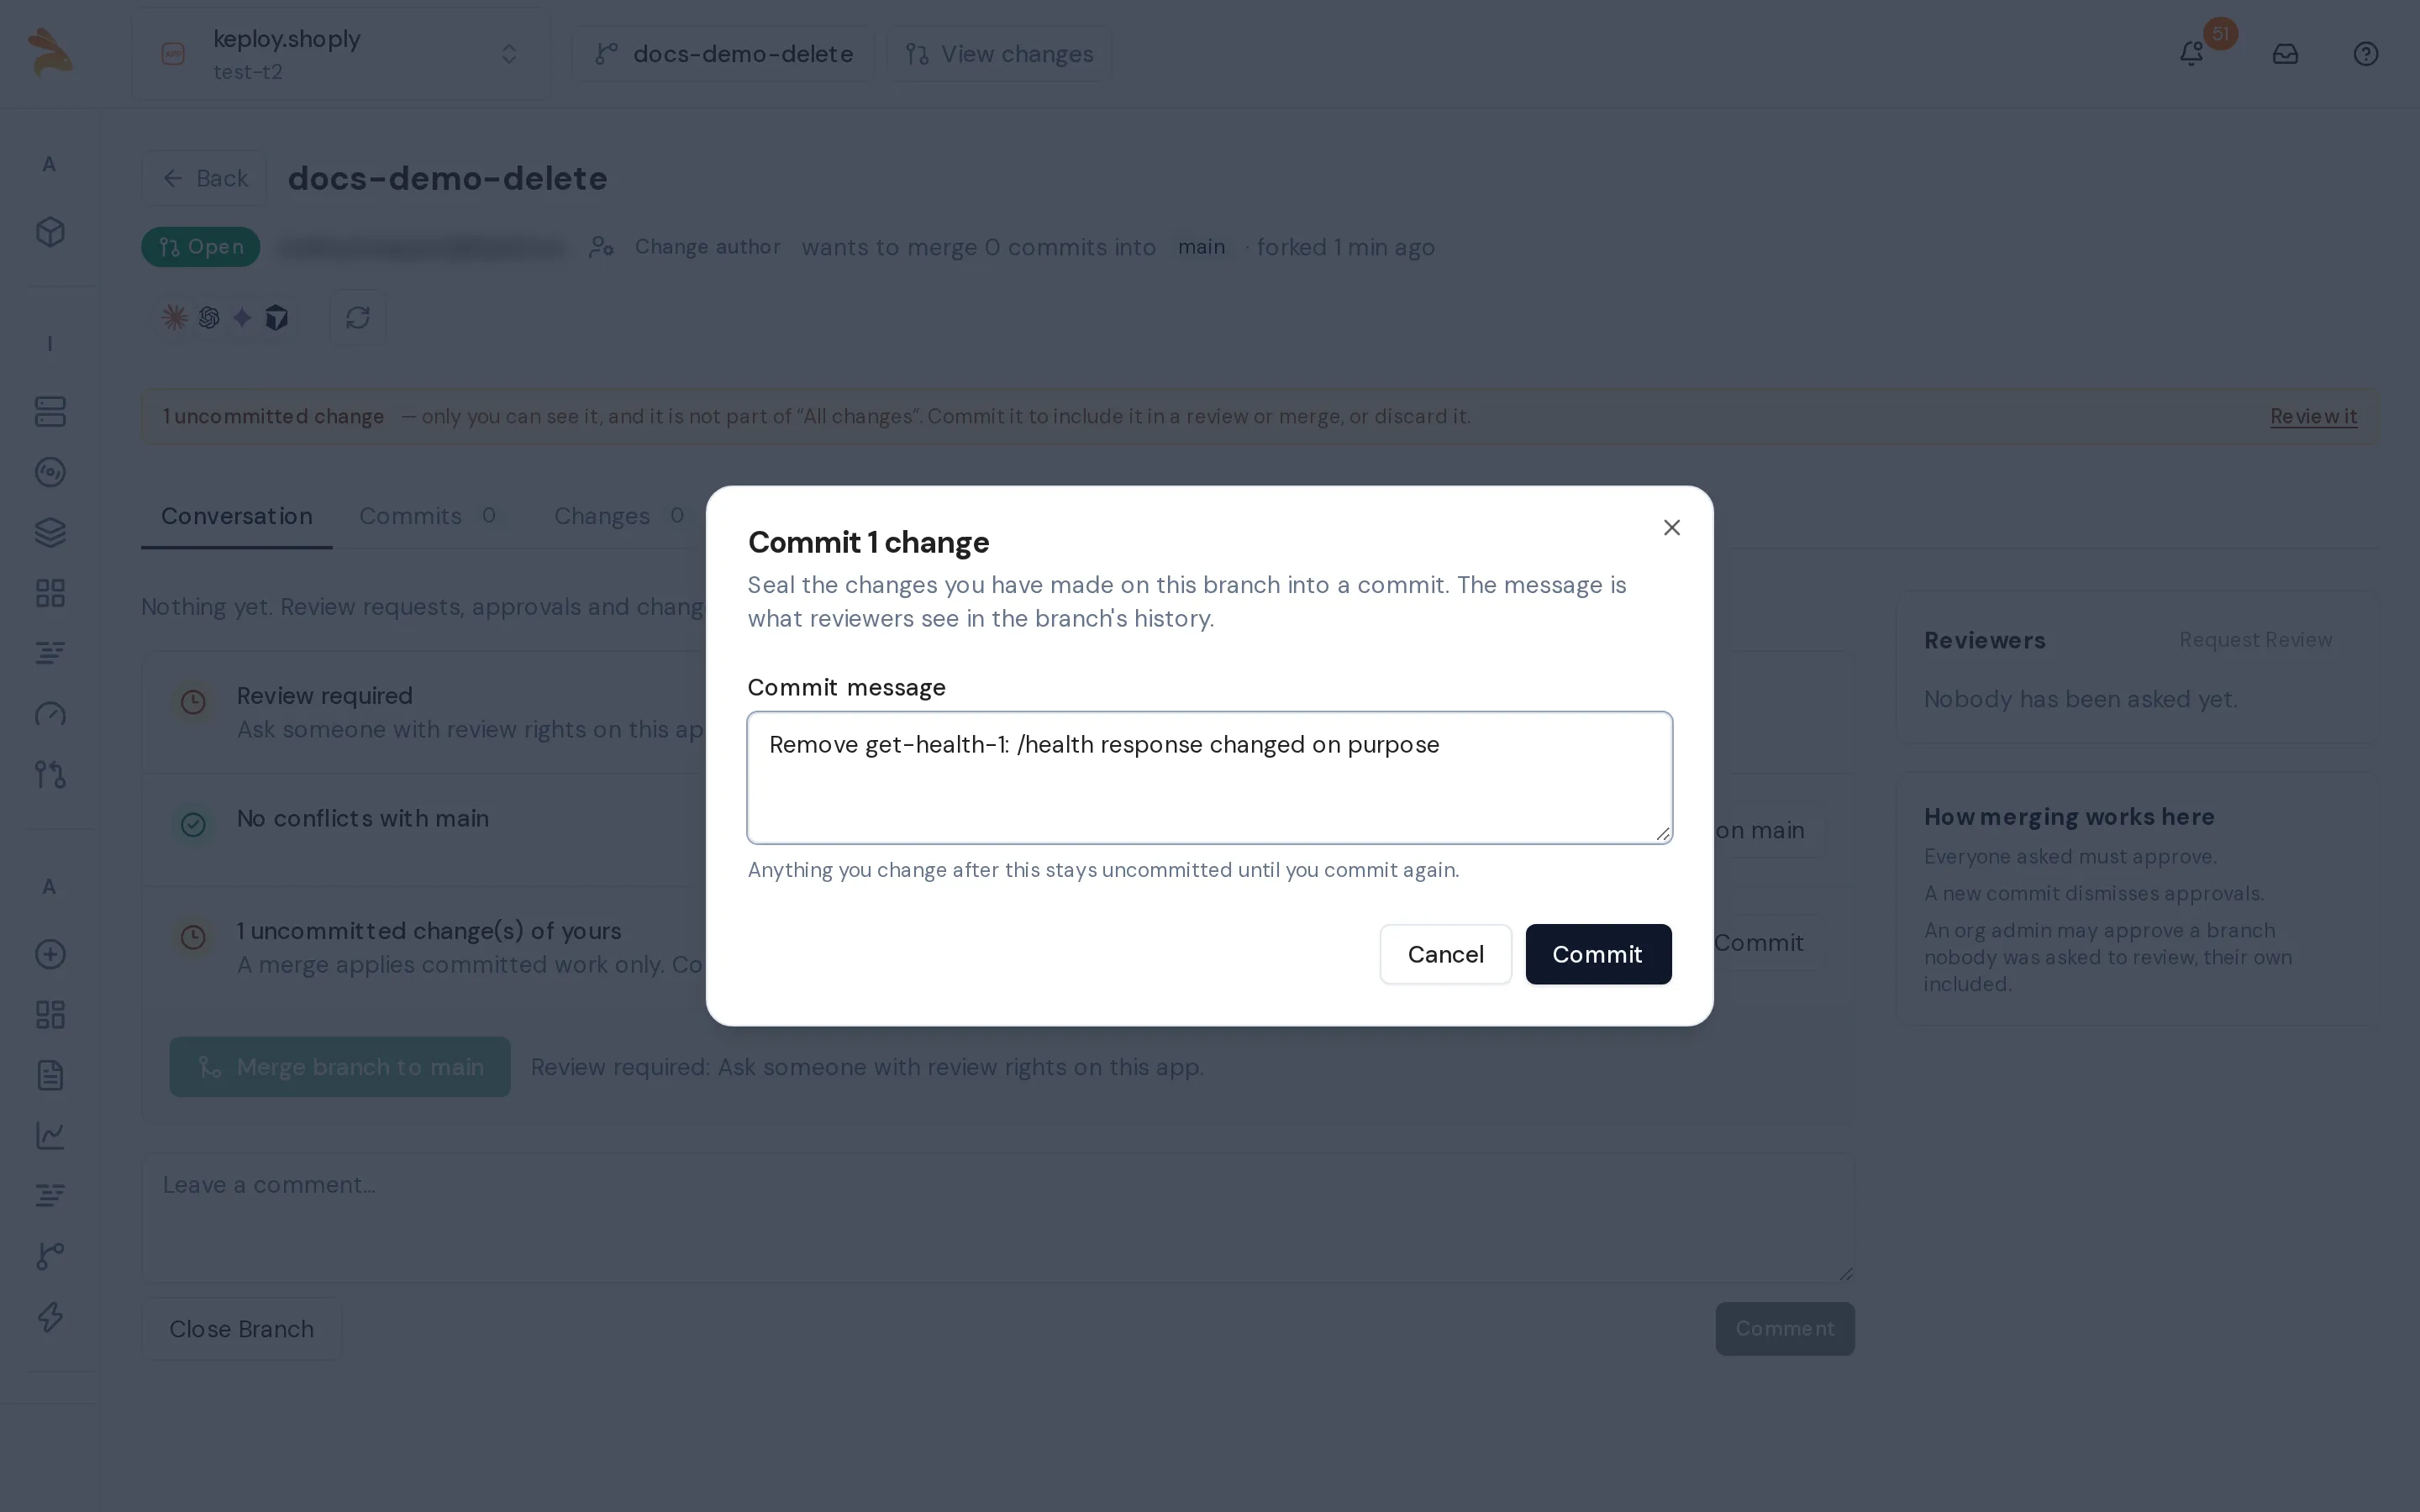 keploy.shoply
test-t2
docs-demo-delete
View changes
51
A
Back
docs-demo-delete
Open
Change author
wants to merge 0 commits into main · forked 1 min ago
I
1 uncommitted change — only you can see it, and it is not part of “All changes”. Commit it to include it in a review or merge, or discard it.
Review it
Conversation
Commits 0
Changes 0
Nothing yet. Review requests, approvals and chang
Commit 1 change
Seal the changes you have made on this branch into a commit. The message is
what reviewers see in the branch's history.
Commit message
Remove get-health-1: /health response changed on purpose
Anything you change after this stays uncommitted until you commit again.
Cancel
Commit
Review required
Ask someone with review rights on this ap
No conflicts with main
on main
A
1 uncommitted change(s) of yours
A merge applies committed work only. Co
Commit
Merge branch to main
Review required: Ask someone with review rights on this app.
Reviewers
Request Review
Nobody has been asked yet.
How merging works here
Everyone asked must approve.
A new commit dismisses approvals.
An org admin may approve a branch
nobody was asked to review, their own
included.
Leave a comment...
Close Branch
Comment